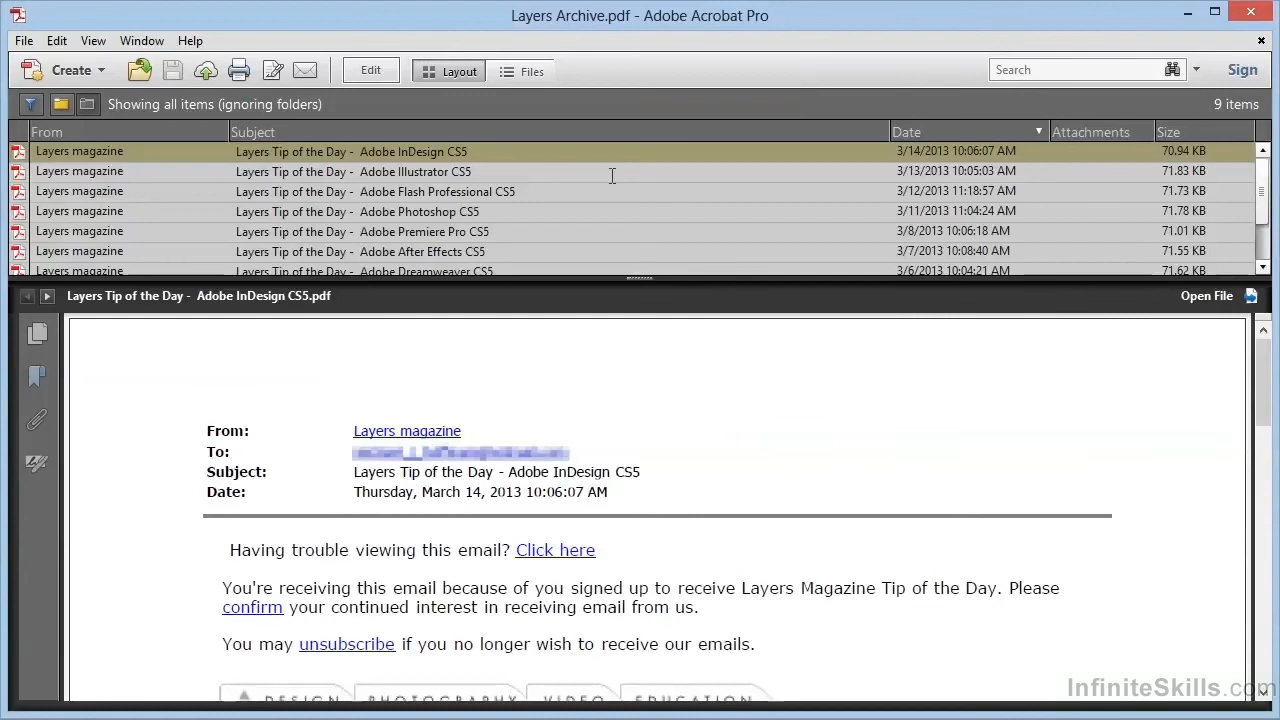 Layers Archive.pdf - Adobe Acrobat Pro
File Edit View Window Help
Create Edit Layout Files Search Sign
Showing all items (ignoring folders) 9 items
From Subject Date Attachments Size
Layers magazine Layers Tip of the Day - Adobe InDesign CS5 3/14/2013 10:06:07 AM 70.94 KB
Layers magazine Layers Tip of the Day - Adobe Illustrator CS5 3/13/2013 10:05:03 AM 71.83 KB
Layers magazine Layers Tip of the Day - Adobe Flash Professional CS5 3/12/2013 11:18:57 AM 71.73 KB
Layers magazine Layers Tip of the Day - Adobe Photoshop CS5 3/11/2013 11:04:24 AM 71.78 KB
Layers magazine Layers Tip of the Day - Adobe Premiere Pro CS5 3/8/2013 10:06:18 AM 71.01 KB
Layers magazine Layers Tip of the Day - Adobe After Effects CS5 3/7/2013 10:08:40 AM 71.55 KB
Layers magazine Layers Tip of the Day - Adobe Dreamweaver CS5 3/6/2013 10:04:21 AM 71.62 KB
Layers Tip of the Day - Adobe InDesign CS5.pdf Open File
From: Layers magazine
To:
Subject: Layers Tip of the Day - Adobe InDesign CS5
Date: Thursday, March 14, 2013 10:06:07 AM
Having trouble viewing this email? Click here
You're receiving this email because of you signed up to receive Layers Magazine Tip of the Day. Please
confirm your continued interest in receiving email from us.
You may unsubscribe if you no longer wish to receive our emails.
DESIGN PHOTOGRAPHY VIDEO EDUCATION
InfiniteSkills.com